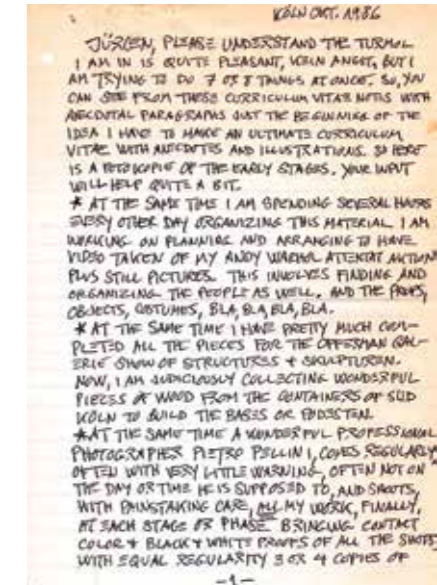 KÖLN OKT. 1986
JÜRGEN, PLEASE UNDERSTAND THE TURMOIL
I AM IN IS QUITE PLEASANT, KEIN ANGST, BUT I
AM TRYING TO DO 7 OR 8 THINGS AT ONCE. SO, YOU
CAN SEE FROM THESE CURRICULUM VITAE NOTES WITH
ANECDOTAL PARAGRAPHS JUST THE BEGINNING OF THE
IDEA I HAVE TO MAKE AN ULTIMATE CURRICULUM
VITAE WITH ANECDOTES AND ILLUSTRATIONS. SO HERE
IS A FOTOKOPIE OF THE EARLY STAGES. YOUR INPUT
WILL HELP QUITE A BIT.
* AT THE SAME TIME I AM SPENDING SEVERAL HOURS
EVERY OTHER DAY ORGANIZING THIS MATERIAL I AM
WORKING ON PLANNING AND ARRANGING TO HAVE
VIDEO TAKEN OF MY ANDY WARHOL ATTENTAT AKTION
PLUS STILL PICTURES. THIS INVOLVES FINDING AND
ORGANIZING THE PEOPLE AS WELL. AND THE PROPS,
OBJECTS, COSTUMES, BLA, BLA, BLA, BLA.
* AT THE SAME TIME I HAVE PRETTY MUCH COM-
PLETED ALL THE PIECES FOR THE OFFERMAN GAL-
ERIE SHOW OF STRUCTURES + SKULPTUREN.
NOW, I AM JUDICIOUSLY COLLECTING WONDERFUL
PIECES OF WOOD FROM THE CONTAINERS OF SÜD
KÖLN TO BUILD THE BASES OR PODESTEN.
* AT THE SAME TIME A WONDERFUL PROFESSIONAL
PHOTOGRAPHER PIETRO PELLINI, COMES REGULARLY
OFTEN WITH VERY LITTLE WARNING, OFTEN NOT ON
THE DAY OR TIME HE IS SUPPOSED TO, AND SHOOTS,
WITH PAINSTAKING CARE, ALL MY WORK, FINALLY,
AT EACH STAGE OR PHASE BRINGING CONTACT
COLOR + BLACK + WHITE PROOFS OF ALL THE SHOTS
WITH EQUAL REGULARITY 3 OR 4 COPIES OF
-1-